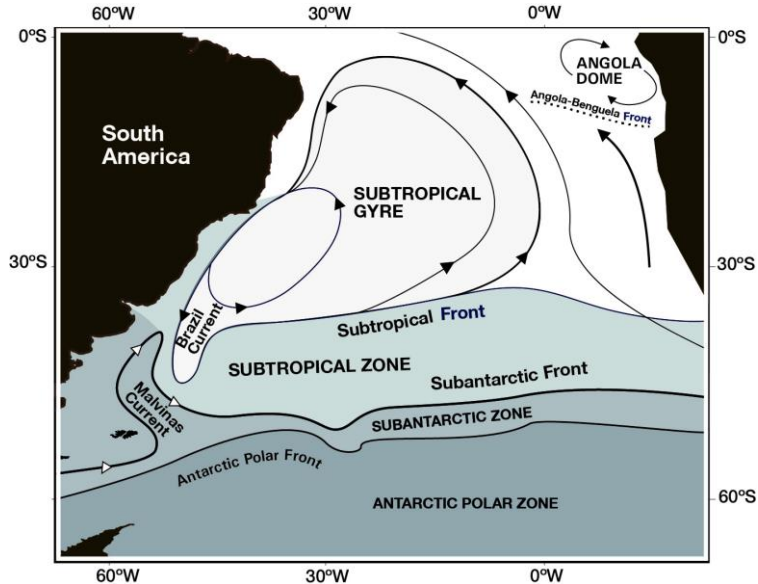 60ºW
30ºW
0ºW
0ºS
0ºS
ANGOLA
DOME
Angola-Benguela Front
South
America
SUBTROPICAL
GYRE
30ºS
30ºS
Brazil
Current
Subtropical Front
SUBTROPICAL ZONE
Subantarctic Front
Malvinas
Current
SUBANTARCTIC ZONE
Antarctic Polar Front
ANTARCTIC POLAR ZONE
60ºS
60ºW
30ºW
0ºW